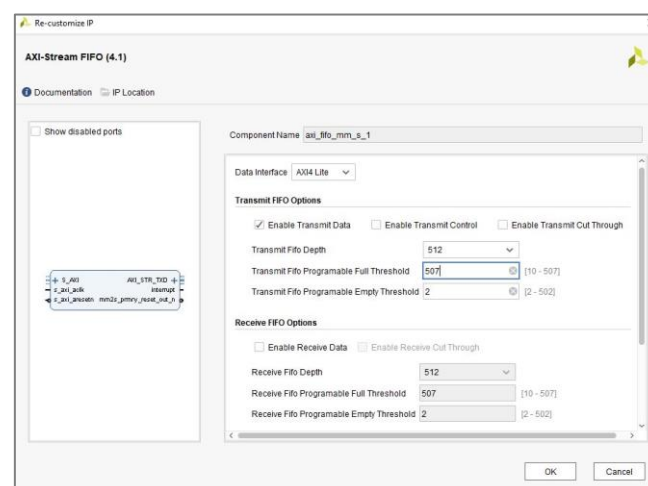 Re-customize IP
AXI-Stream FIFO (4.1)
Documentation IP Location
Show disabled ports
S_AXI AXI_STR_TXD
s_axi_aclk interrupt
s_axi_aresetn mm2s_prmry_reset_out_n
Component Name axi_fifo_mm_s_1
Data Interface AXI4 Lite
Transmit FIFO Options
Enable Transmit Data Enable Transmit Control Enable Transmit Cut Through
Transmit Fifo Depth 512
Transmit Fifo Programable Full Threshold 507 [10 - 507]
Transmit Fifo Programable Empty Threshold 2 [2 - 502]
Receive FIFO Options
Enable Receive Data Enable Receive Cut Through
Receive Fifo Depth 512
Receive Fifo Programable Full Threshold 507 [10 - 507]
Receive Fifo Programable Empty Threshold 2 [2 - 502]
OK Cancel